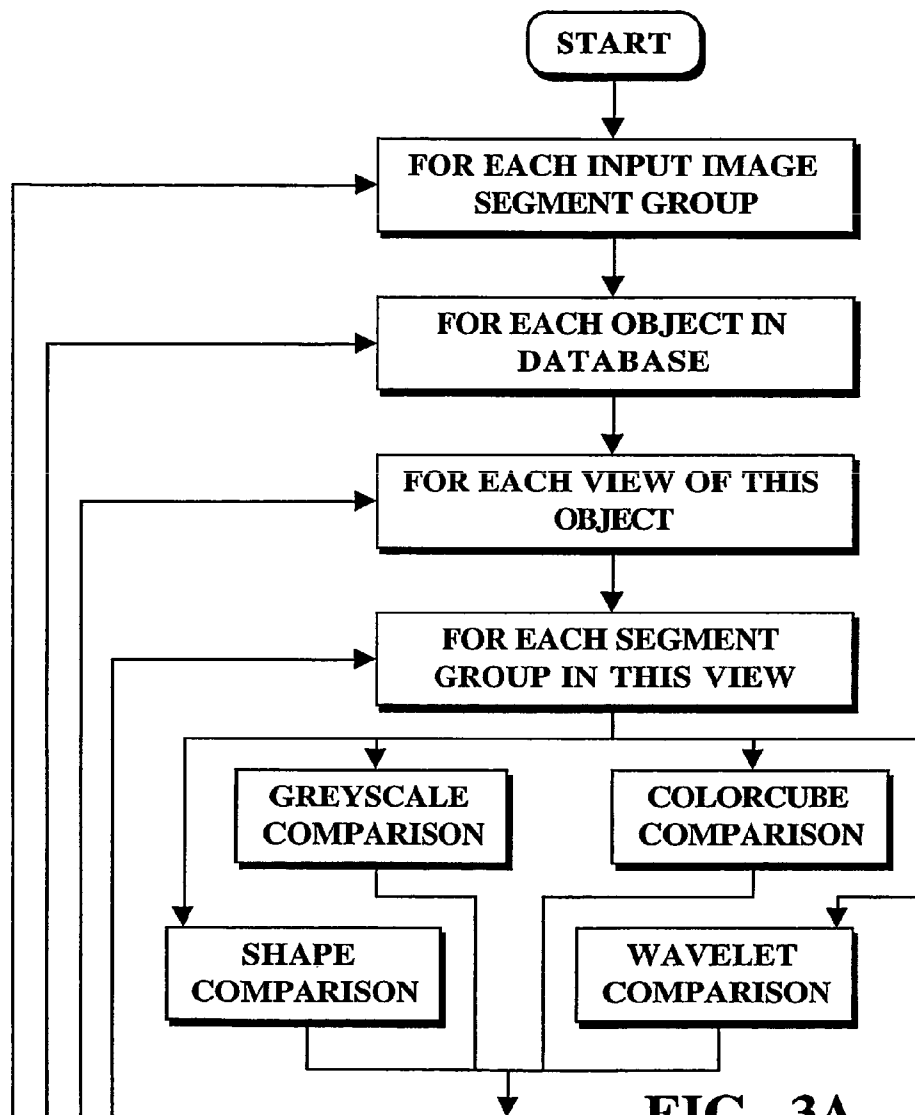 START
FOR EACH INPUT IMAGE
SEGMENT GROUP
FOR EACH OBJECT IN
DATABASE
FOR EACH VIEW OF THIS
OBJECT
FOR EACH SEGMENT
GROUP IN THIS VIEW
GREYSCALE
COMPARISON
COLORCUBE
COMPARISON
SHAPE
COMPARISON
WAVELET
COMPARISON
FIG. 3A